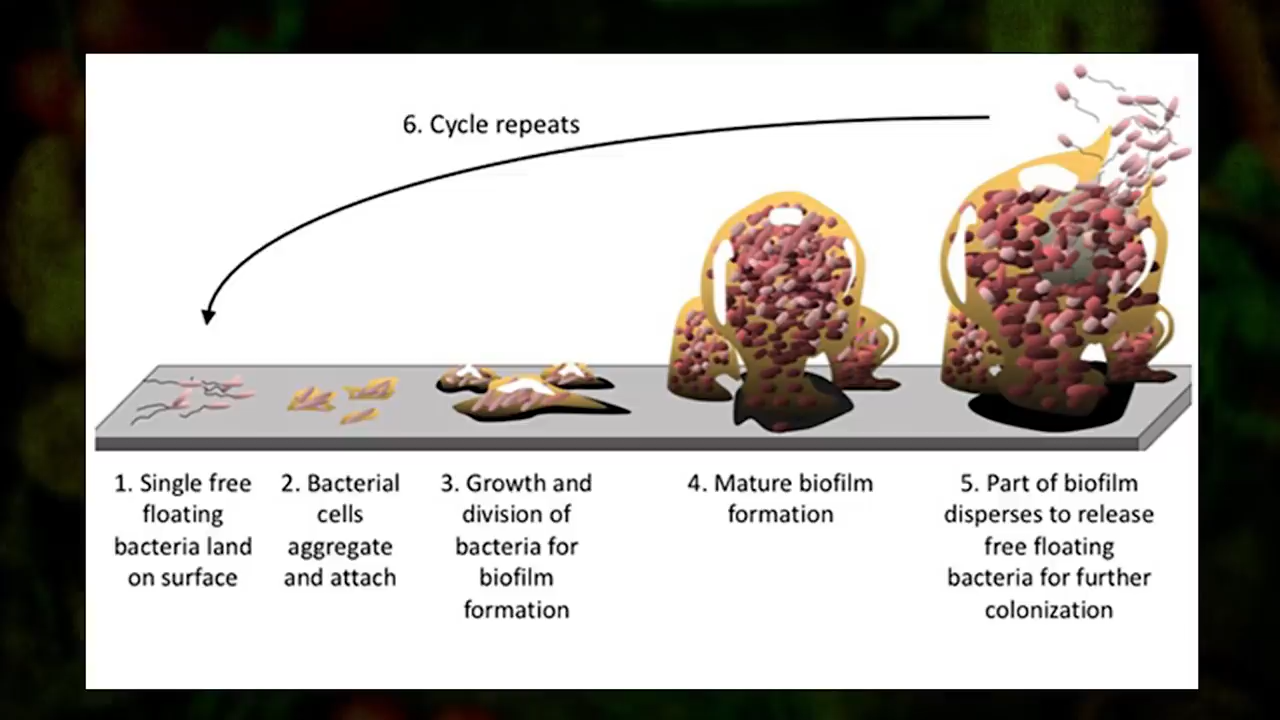 6. Cycle repeats
1. Single free
floating
bacteria land
on surface
2. Bacterial
cells
aggregate
and attach
3. Growth and
division of
bacteria for
biofilm
formation
4. Mature biofilm
formation
5. Part of biofilm
disperses to release
free floating
bacteria for further
colonization